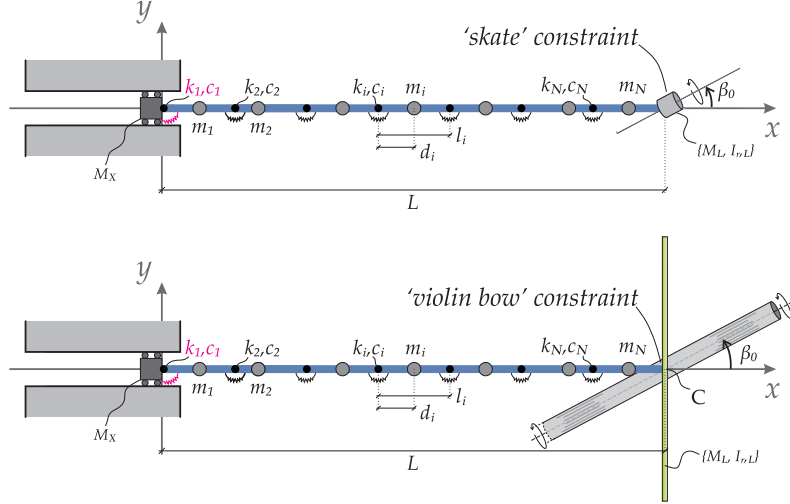 y
'skate' constraint
k1,c1 k2,c2 ki,ci mi kN,cN mN β0
m1 m2 li x
di {ML, Ir,L}
MX
L
y
'violin bow' constraint
k1,c1 k2,c2 ki,ci mi kN,cN mN β0
m1 m2 li C x
di
MX
L {ML, Ir,L}